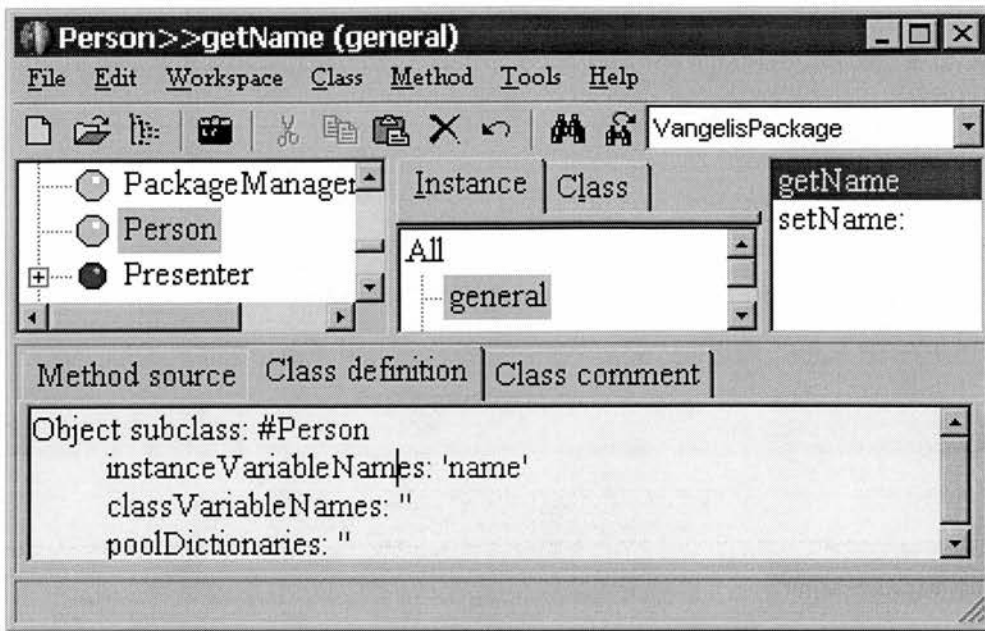 Person>>getName (general)
File Edit Workspace Class Method Tools Help
VangelisPackage
PackageManager
Person
Presenter
Instance Class
All
general
getName
setName:
Method source Class definition Class comment
Object subclass: #Person
instanceVariableNames: 'name'
classVariableNames: ''
poolDictionaries: ''